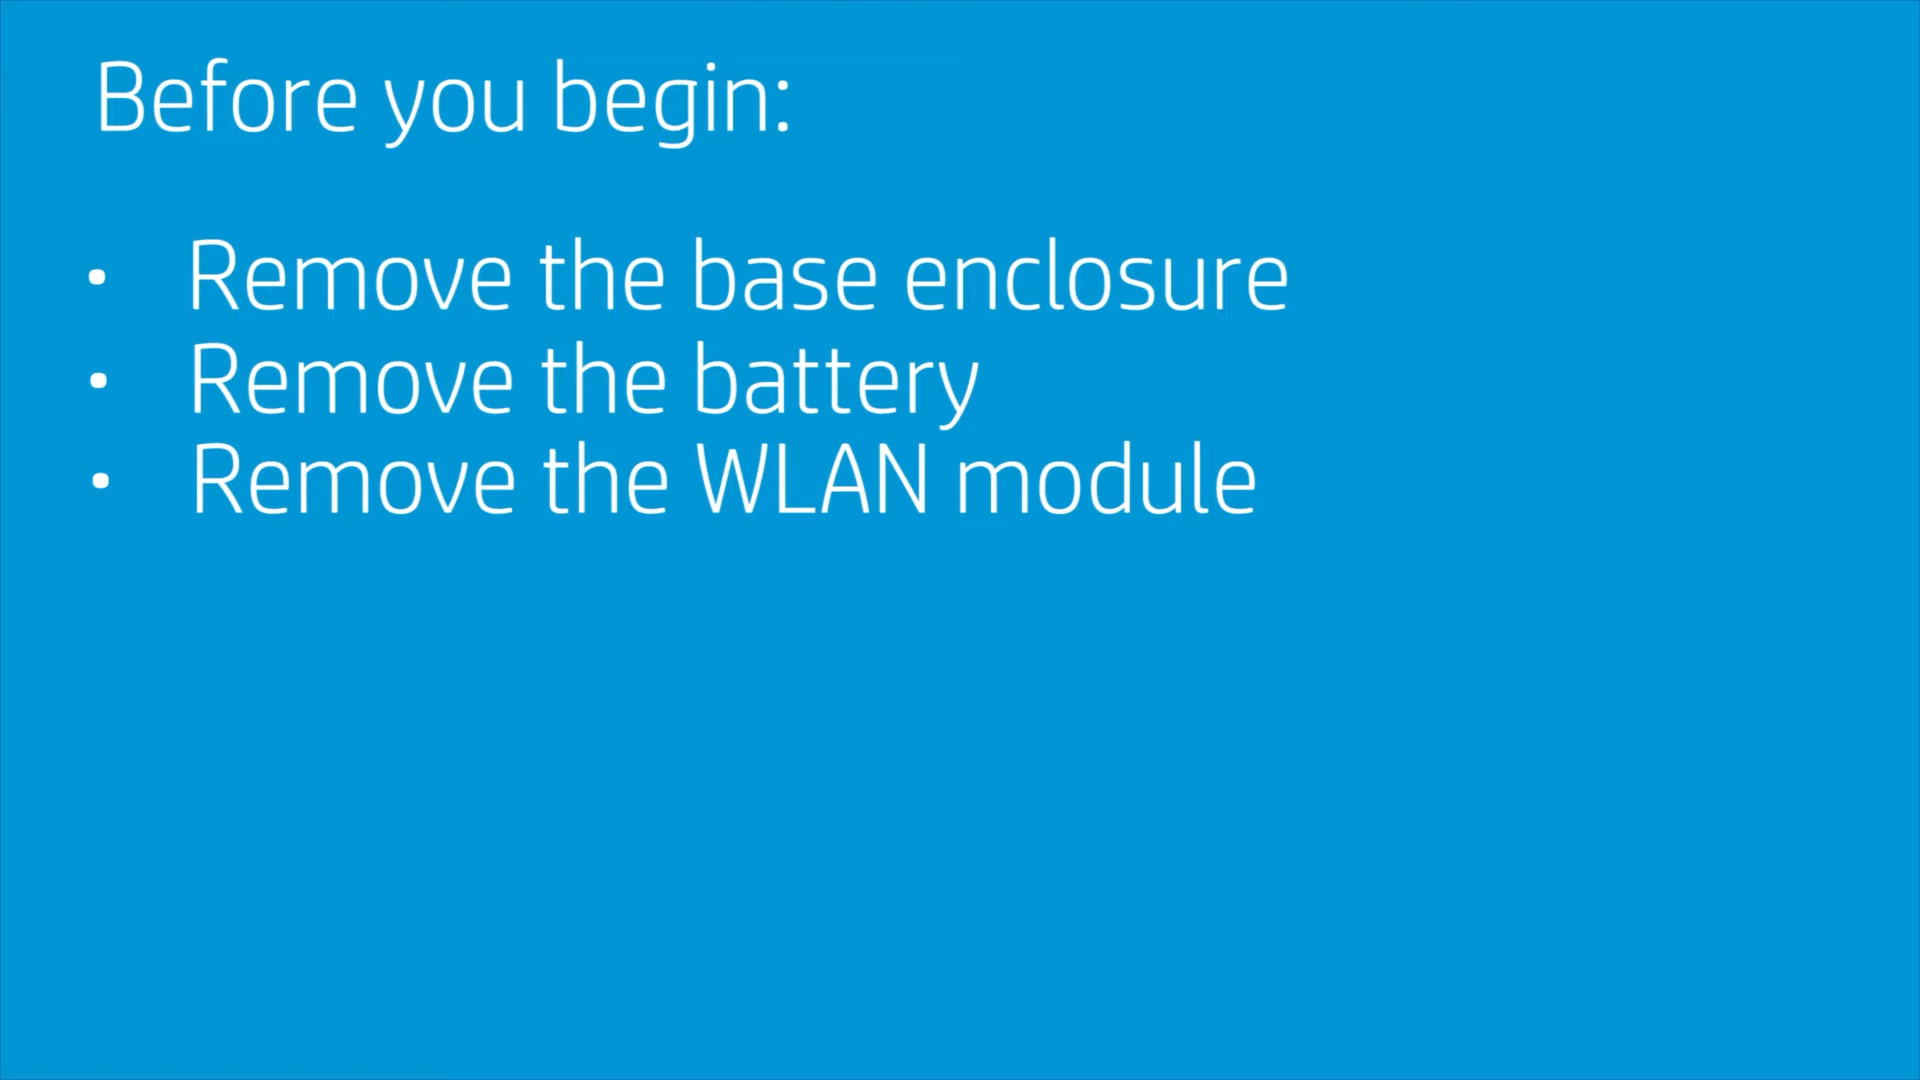 Before you begin:
• Remove the base enclosure
• Remove the battery
• Remove the WLAN module